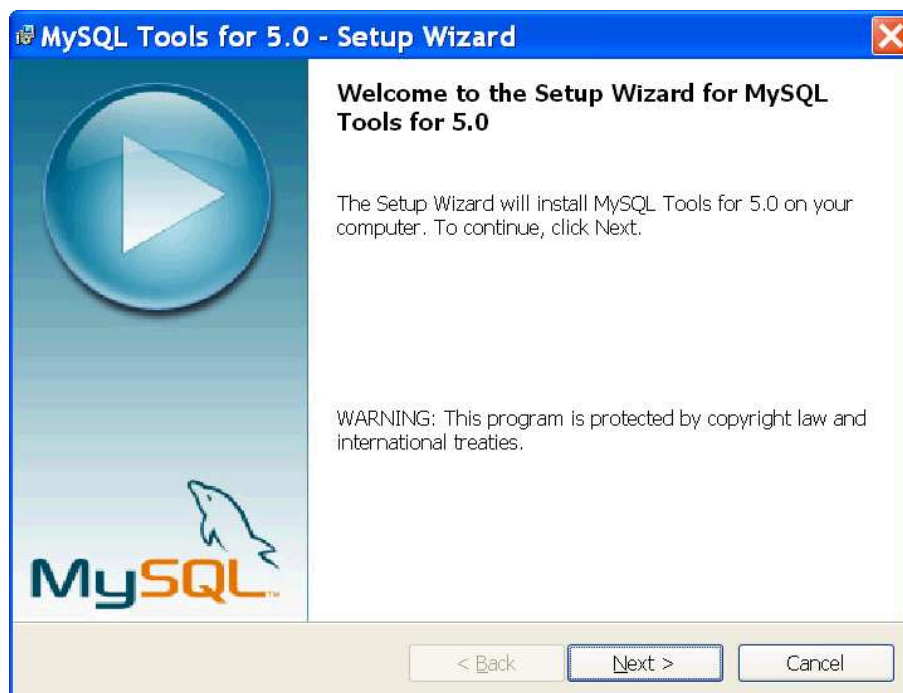 MySQL Tools for 5.0 - Setup Wizard
Welcome to the Setup Wizard for MySQL
Tools for 5.0
The Setup Wizard will install MySQL Tools for 5.0 on your
computer. To continue, click Next.
WARNING: This program is protected by copyright law and
international treaties.
MySQL™
< Back
Next >
Cancel